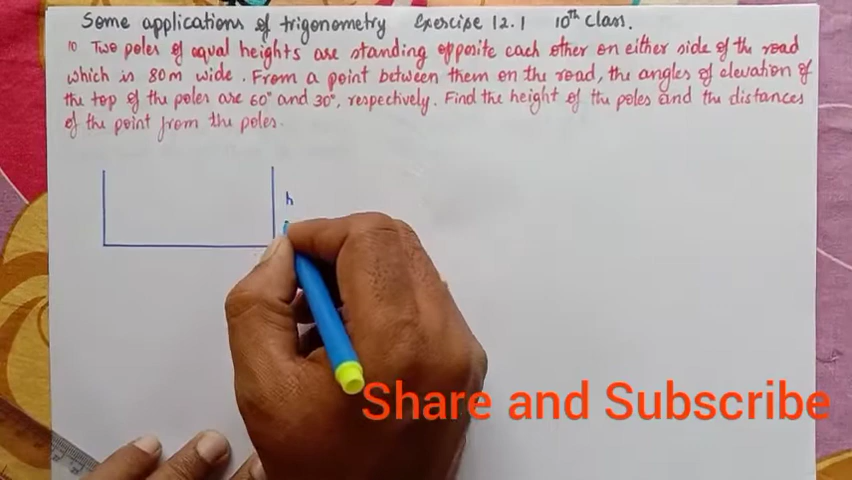 Some applications of trigonometry Exercise 12.1 10th class.
10 Two poles of equal heights are standing opposite each other on either side of the road
which is 80m wide. From a point between them on the road, the angles of elevation of
the top of the poles are 60° and 30°, respectively. Find the height of the poles and the distances
of the point from the poles.
h
Share and Subscribe